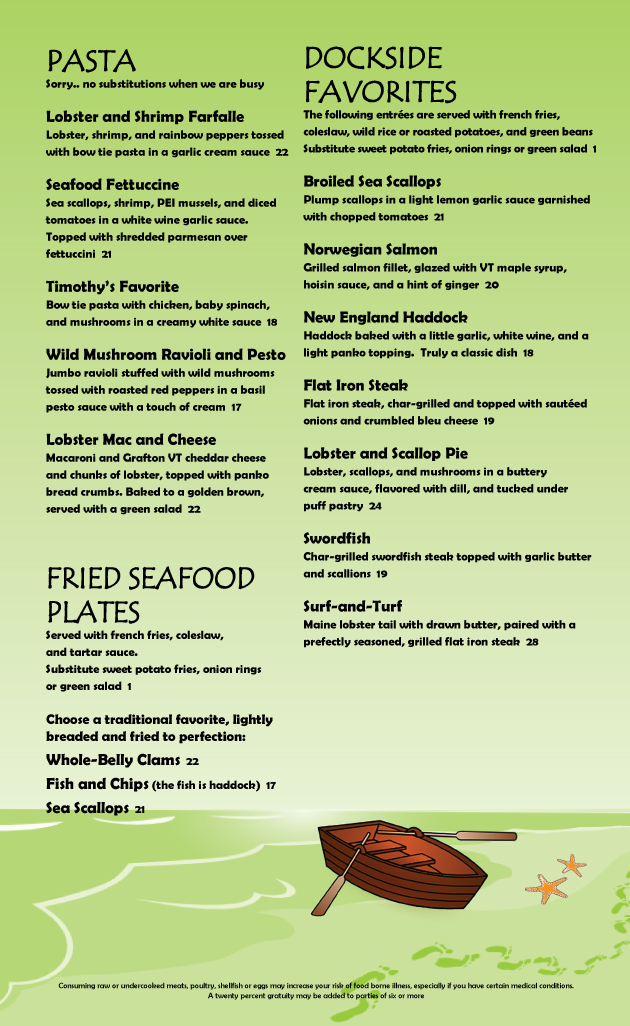 PASTA
Sorry.. no substitutions when we are busy
Lobster and Shrimp Farfalle
Lobster, shrimp, and rainbow peppers tossed
with bow tie pasta in a garlic cream sauce 22
Seafood Fettuccine
Sea scallops, shrimp, PEI mussels, and diced
tomatoes in a white wine garlic sauce.
Topped with shredded parmesan over
fettuccini 21
Timothy's Favorite
Bow tie pasta with chicken, baby spinach,
and mushrooms in a creamy white sauce 18
Wild Mushroom Ravioli and Pesto
Jumbo ravioli stuffed with wild mushrooms
tossed with roasted red peppers in a basil
pesto sauce with a touch of cream 17
Lobster Mac and Cheese
Macaroni and Grafton VT cheddar cheese
and chunks of lobster, topped with panko
bread crumbs. Baked to a golden brown,
served with a green salad 22
FRIED SEAFOOD
PLATES
Served with french fries, coleslaw,
and tartar sauce.
Substitute sweet potato fries, onion rings
or green salad 1
Choose a traditional favorite, lightly
breaded and fried to perfection:
Whole-Belly Clams 22
Fish and Chips (the fish is haddock) 17
Sea Scallops 21
DOCKSIDE
FAVORITES
The following entrées are served with french fries,
coleslaw, wild rice or roasted potatoes, and green beans
Substitute sweet potato fries, onion rings or green salad 1
Broiled Sea Scallops
Plump scallops in a light lemon garlic sauce garnished
with chopped tomatoes 21
Norwegian Salmon
Grilled salmon fillet, glazed with VT maple syrup,
hoisin sauce, and a hint of ginger 20
New England Haddock
Haddock baked with a little garlic, white wine, and a
light panko topping. Truly a classic dish 18
Flat Iron Steak
Flat iron steak, char-grilled and topped with sautéed
onions and crumbled bleu cheese 19
Lobster and Scallop Pie
Lobster, scallops, and mushrooms in a buttery
cream sauce, flavored with dill, and tucked under
puff pastry 24
Swordfish
Char-grilled swordfish steak topped with garlic butter
and scallions 19
Surf-and-Turf
Maine lobster tail with drawn butter, paired with a
prefectly seasoned, grilled flat iron steak 28
Consuming raw or undercooked meats, poultry, shellfish or eggs may increase your risk of food borne illness, especially if you have certain medical conditions.
A twenty percent gratuity may be added to parties of six or more